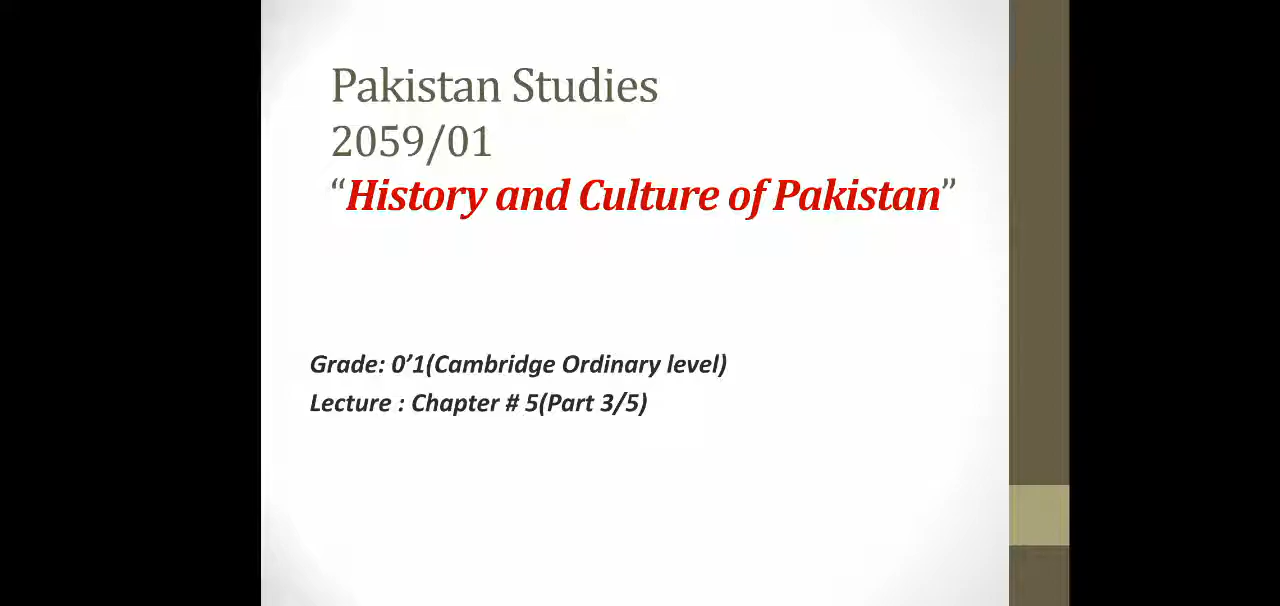 Pakistan Studies
2059/01
“History and Culture of Pakistan”
Grade: 0’1(Cambridge Ordinary level)
Lecture : Chapter # 5(Part 3/5)